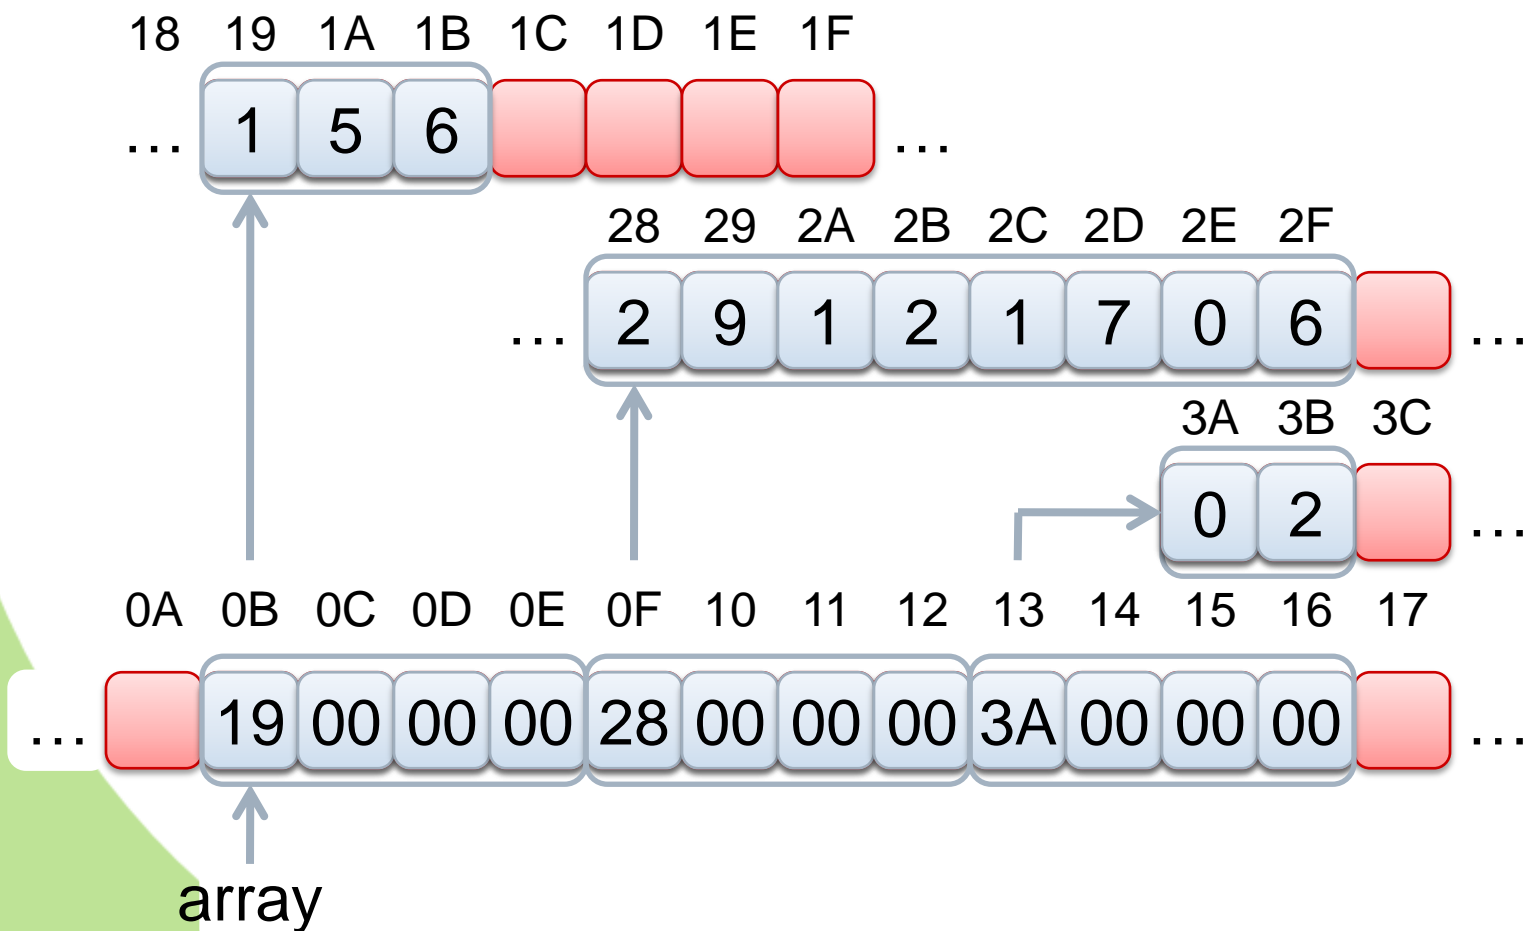 18 19 1A 1B 1C 1D 1E 1F
... 1 5 6 ...
28 29 2A 2B 2C 2D 2E 2F
... 2 9 1 2 1 7 0 6 ...
3A 3B 3C
0 2 ...
0A 0B 0C 0D 0E 0F 10 11 12 13 14 15 16 17
... 19 00 00 00 28 00 00 00 3A 00 00 00 ...
array